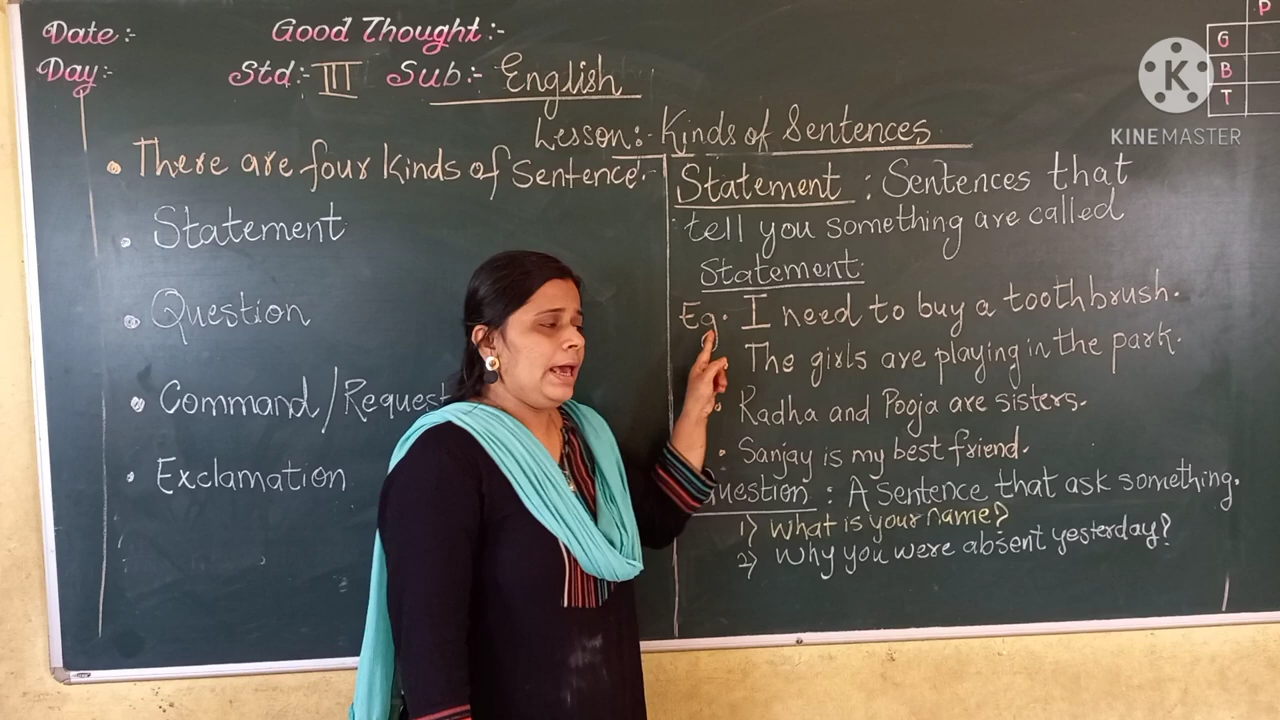 Date:- Good Thought:-
Day:- Std:- III Sub:- English
P
G
B
T
KINEMASTER
Lesson:- Kinds of Sentences
• There are four Kinds of Sentence:-
• Statement
• Question
• Command/Request
• Exclamation
Statement : Sentences that
tell you something are called
Statement.
Eg. I need to buy a toothbrush.
The girls are playing in the park.
• Radha and Pooja are sisters.
• Sanjay is my best friend.
uestion : A Sentence that ask something.
1) What is your name?
2) Why you were absent yesterday?